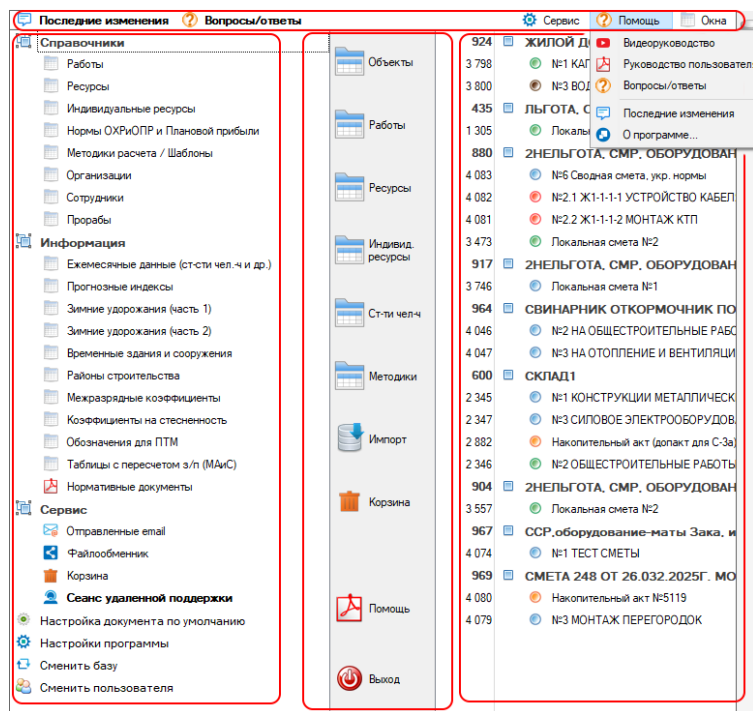 Последние изменения Вопросы/ответы Сервис Помощь Окна
Справочники
Работы
Ресурсы
Индивидуальные ресурсы
Нормы ОХРиОПР и Плановой прибыли
Методики расчета / Шаблоны
Организации
Сотрудники
Прорабы
Информация
Ежемесячные данные (ст-сти чел.-ч и др.)
Прогнозные индексы
Зимние удорожания (часть 1)
Зимние удорожания (часть 2)
Временные здания и сооружения
Районы строительства
Межразрядные коэффициенты
Коэффициенты на стесненность
Обозначения для ПТМ
Таблицы с пересчетом з/п (МАиС)
Нормативные документы
Сервис
Отправленные email
Файлообменник
Корзина
Сеанс удаленной поддержки
Настройка документа по умолчанию
Настройки программы
Сменить базу
Сменить пользователя
Объекты
Работы
Ресурсы
Индивид.
ресурсы
Ст-ти чел-ч
Методики
Импорт
Корзина
Помощь
Выход
Видеоруководство
Руководство пользователя
Вопросы/ответы
Последние изменения
О программе...
924 ЖИЛОЙ
3 798 №1
3 800 №3
435 ЛЬГОТА,
1 305
880 2НЕЛЬГОТА, СМР, ОБОРУДОВАН
4 083 №6 Сводная смета, укр. нормы
4 082 №2.1 Ж1-1-1-1 УСТРОЙСТВО КАБЕЛ
4 081 №2.2 Ж1-1-1-2 МОНТАЖ КТП
3 473 Локальная смета №2
917 2НЕЛЬГОТА, СМР, ОБОРУДОВАН
3 746 Локальная смета №1
964 СВИНАРНИК ОТКОРМОЧНИК ПО
4 046 №2 НА ОБЩЕСТРОИТЕЛЬНЫЕ РАБО
4 047 №3 НА ОТОПЛЕНИЕ И ВЕНТИЛЯЦИ
600 СКЛАД1
2 345 №1 КОНСТРУКЦИИ МЕТАЛЛИЧЕСК
2 347 №3 СИЛОВОЕ ЭЛЕКТРООБОРУДОВ
2 882 Накопительный акт (допакт для С-3а)
2 346 №2 ОБЩЕСТРОИТЕЛЬНЫЕ РАБОТЫ
904 2НЕЛЬГОТА, СМР, ОБОРУДОВАН
3 557 Локальная смета №2
967 ССР,оборудование-маты Зака, и
4 074 №1 ТЕСТ СМЕТЫ
969 СМЕТА 248 ОТ 26.032.2025Г. МО
4 080 Накопительный акт №5119
4 079 №3 МОНТАЖ ПЕРЕГОРОДОК